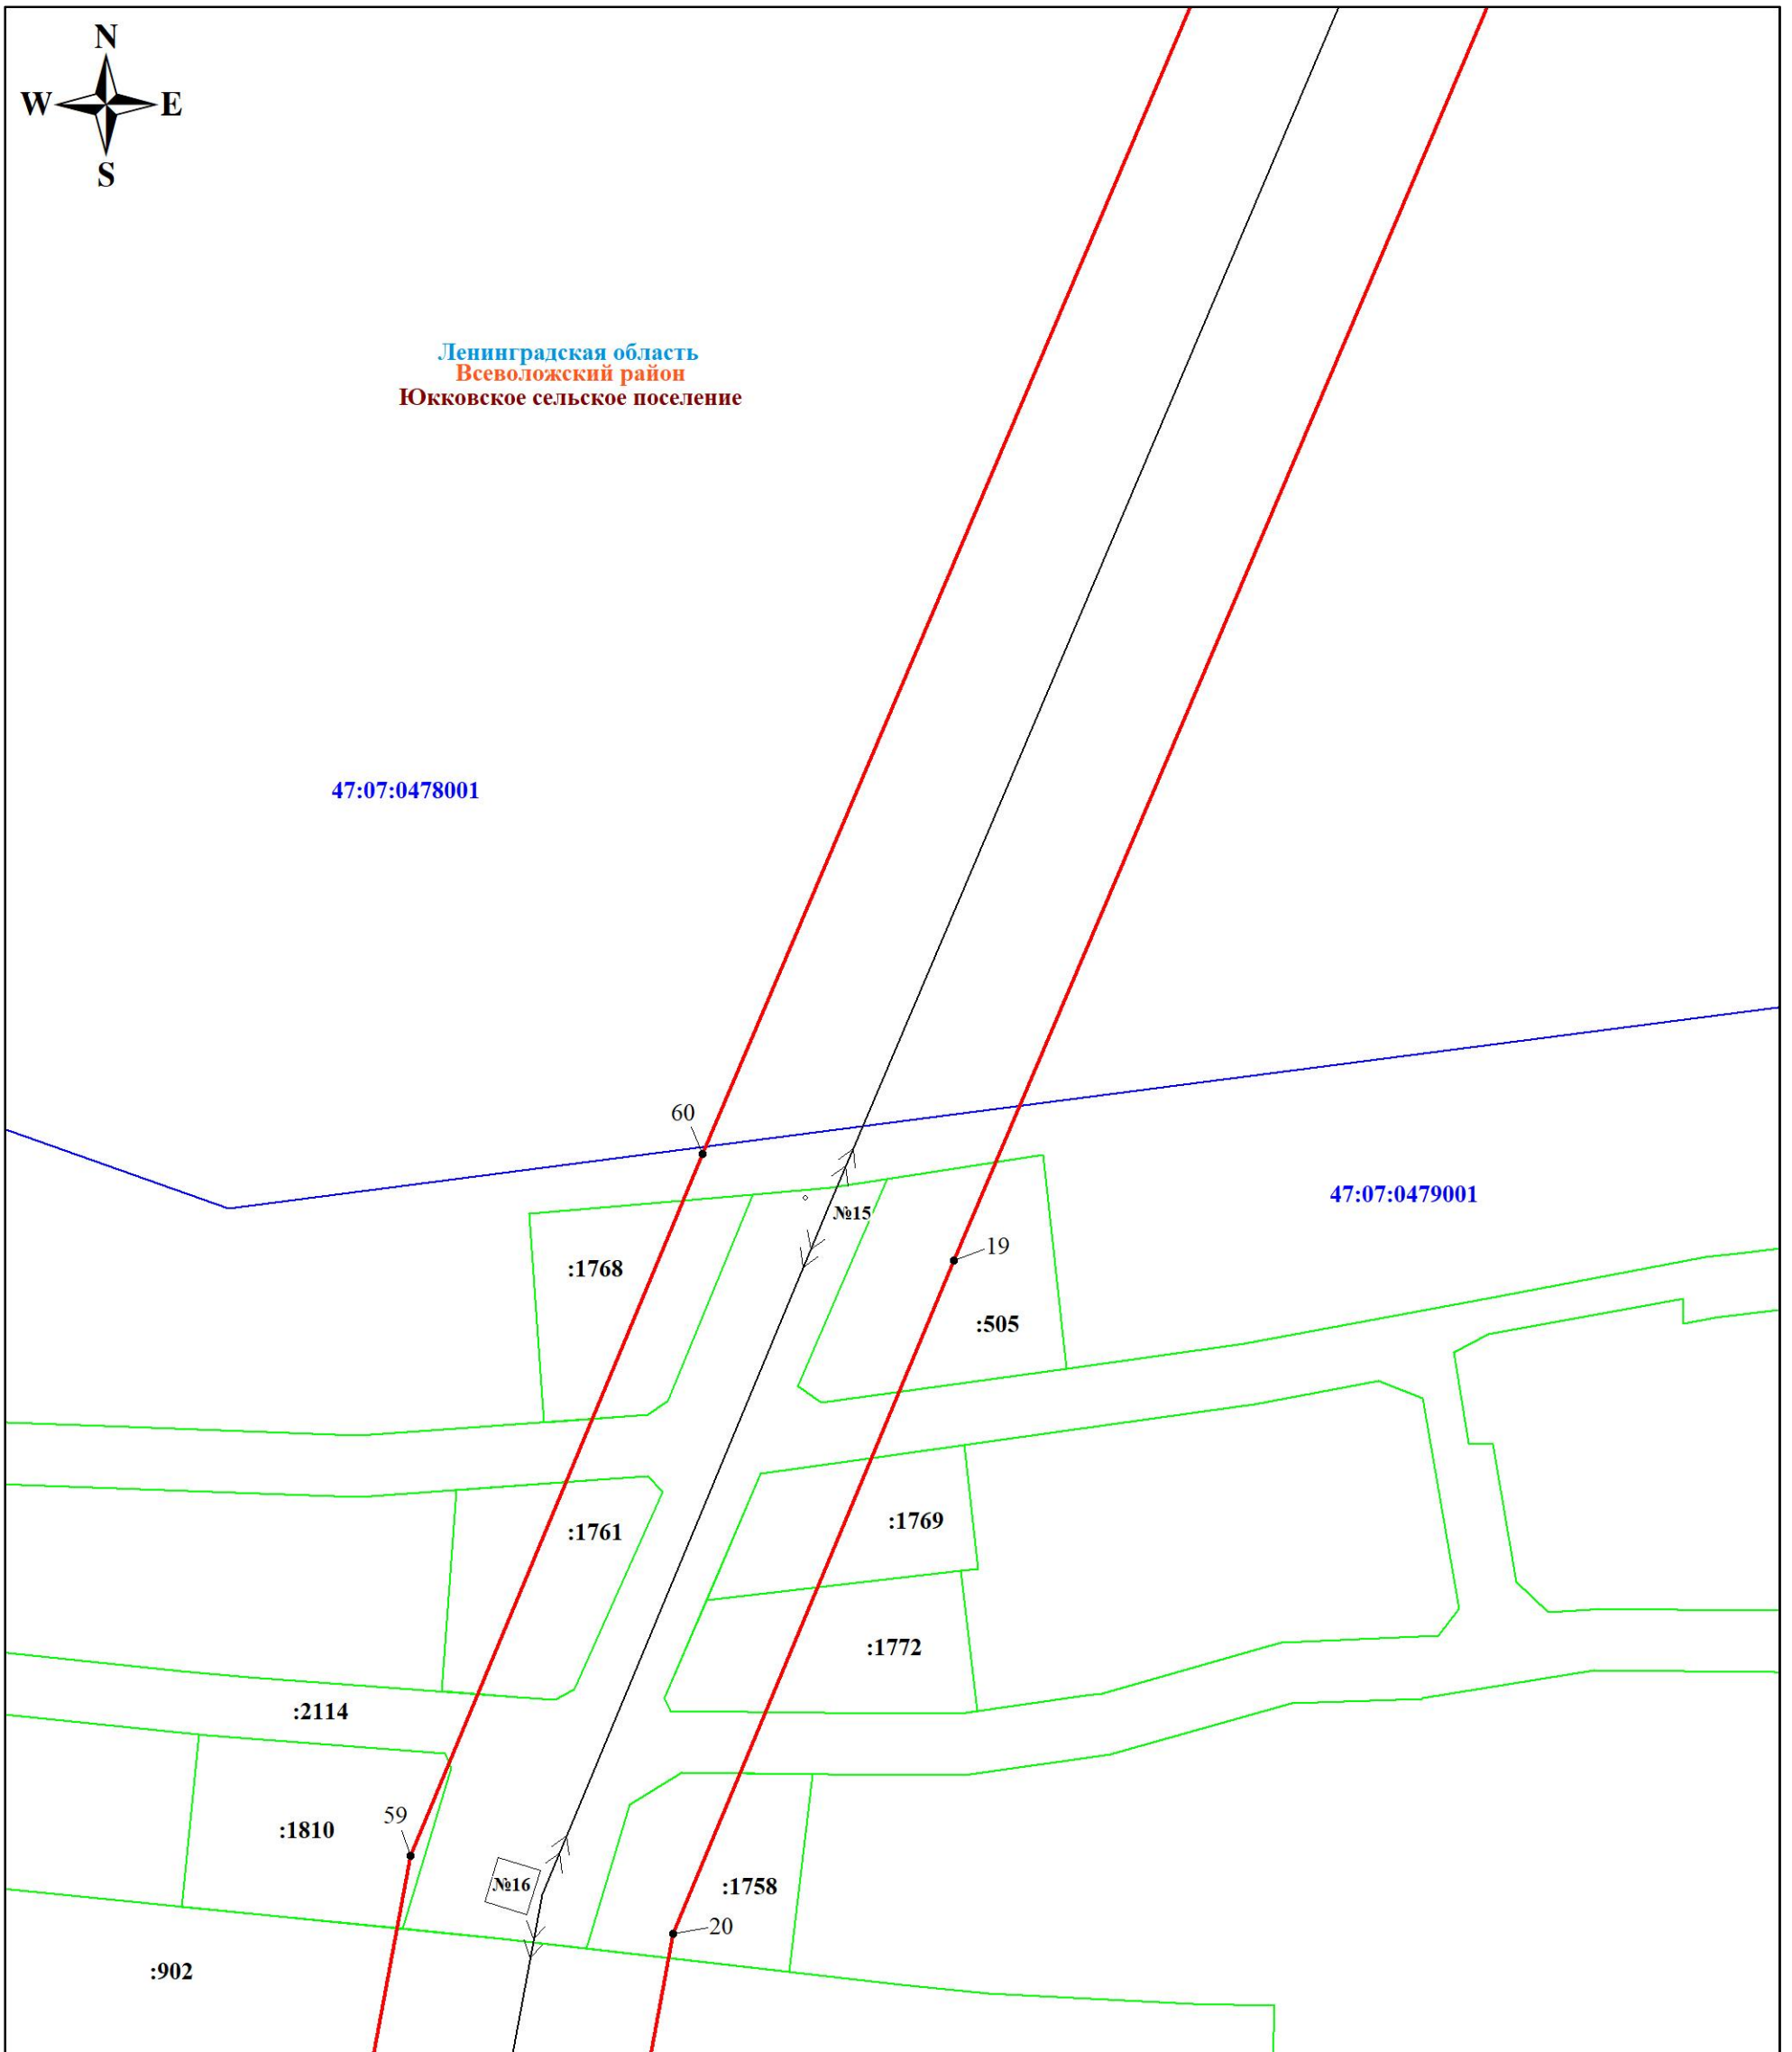 N
W E
S
Ленинградская область
Всеволожский район
Юкковское сельское поселение
47:07:0478001
60
47:07:0479001
№15
19
:1768
:505
:1769
:1761
:1772
:2114
59
:1810
№16
:1758
20
:902